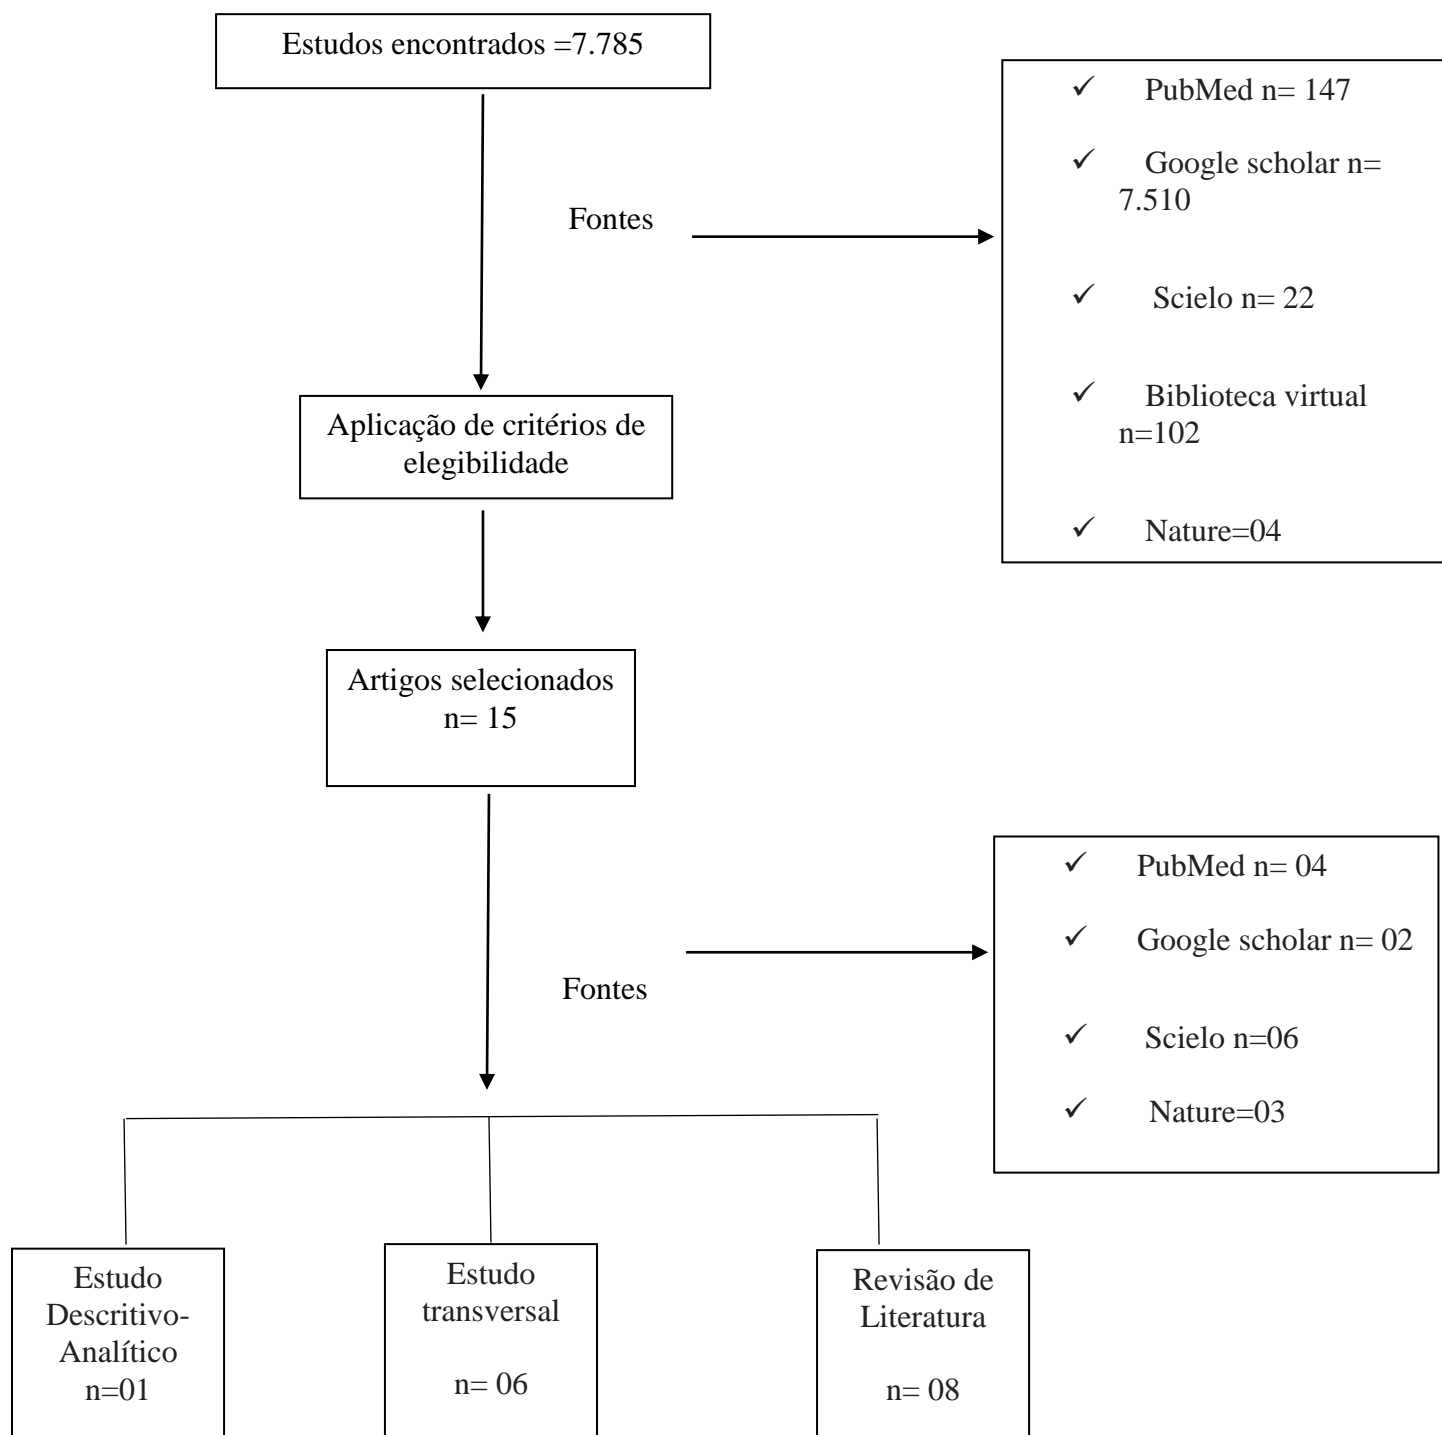 Estudos encontrados =7.785
✓ PubMed n= 147
✓ Google scholar n=
7.510
✓ Scielo n= 22
✓ Biblioteca virtual
n=102
✓ Nature=04
Fontes
Aplicação de critérios de
elegibilidade
Artigos selecionados
n= 15
✓ PubMed n= 04
✓ Google scholar n= 02
✓ Scielo n=06
✓ Nature=03
Fontes
Estudo
Descritivo-
Analítico
n=01
Estudo
transversal
n= 06
Revisão de
Literatura
n= 08